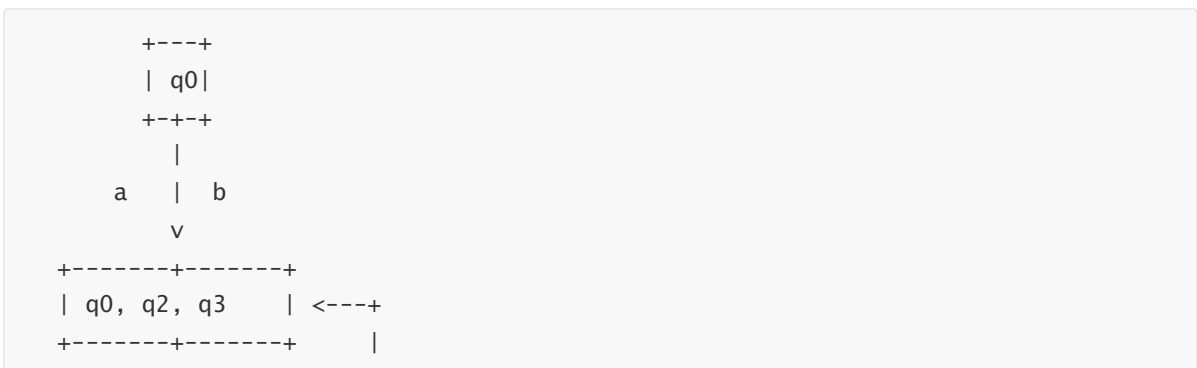 +---+
| q0|
+-+-+
|
a | b
v
+-------+-------+
| q0, q2, q3 | <---+
+-------+-------+ |